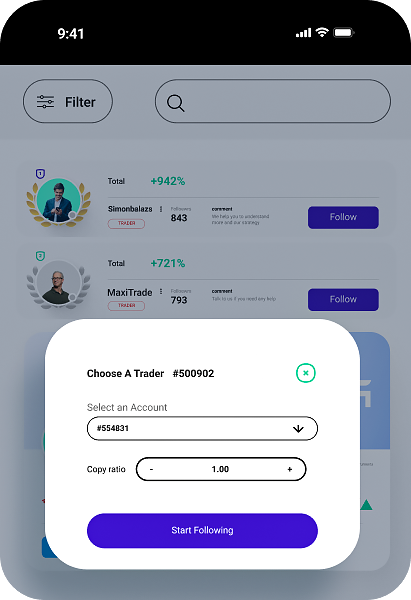 9:41
Filter
1
Total +942%
Simonbalazs Followers comment
TRADER 843 We help you to understand
more and our strategy
Follow
2
Total +721%
MaxiTrade Followers comment
TRADER 793 Talk to us if you need any help
Follow
Choose A Trader #500902
Select an Account
#554831
Copy ratio - 1.00 +
Start Following